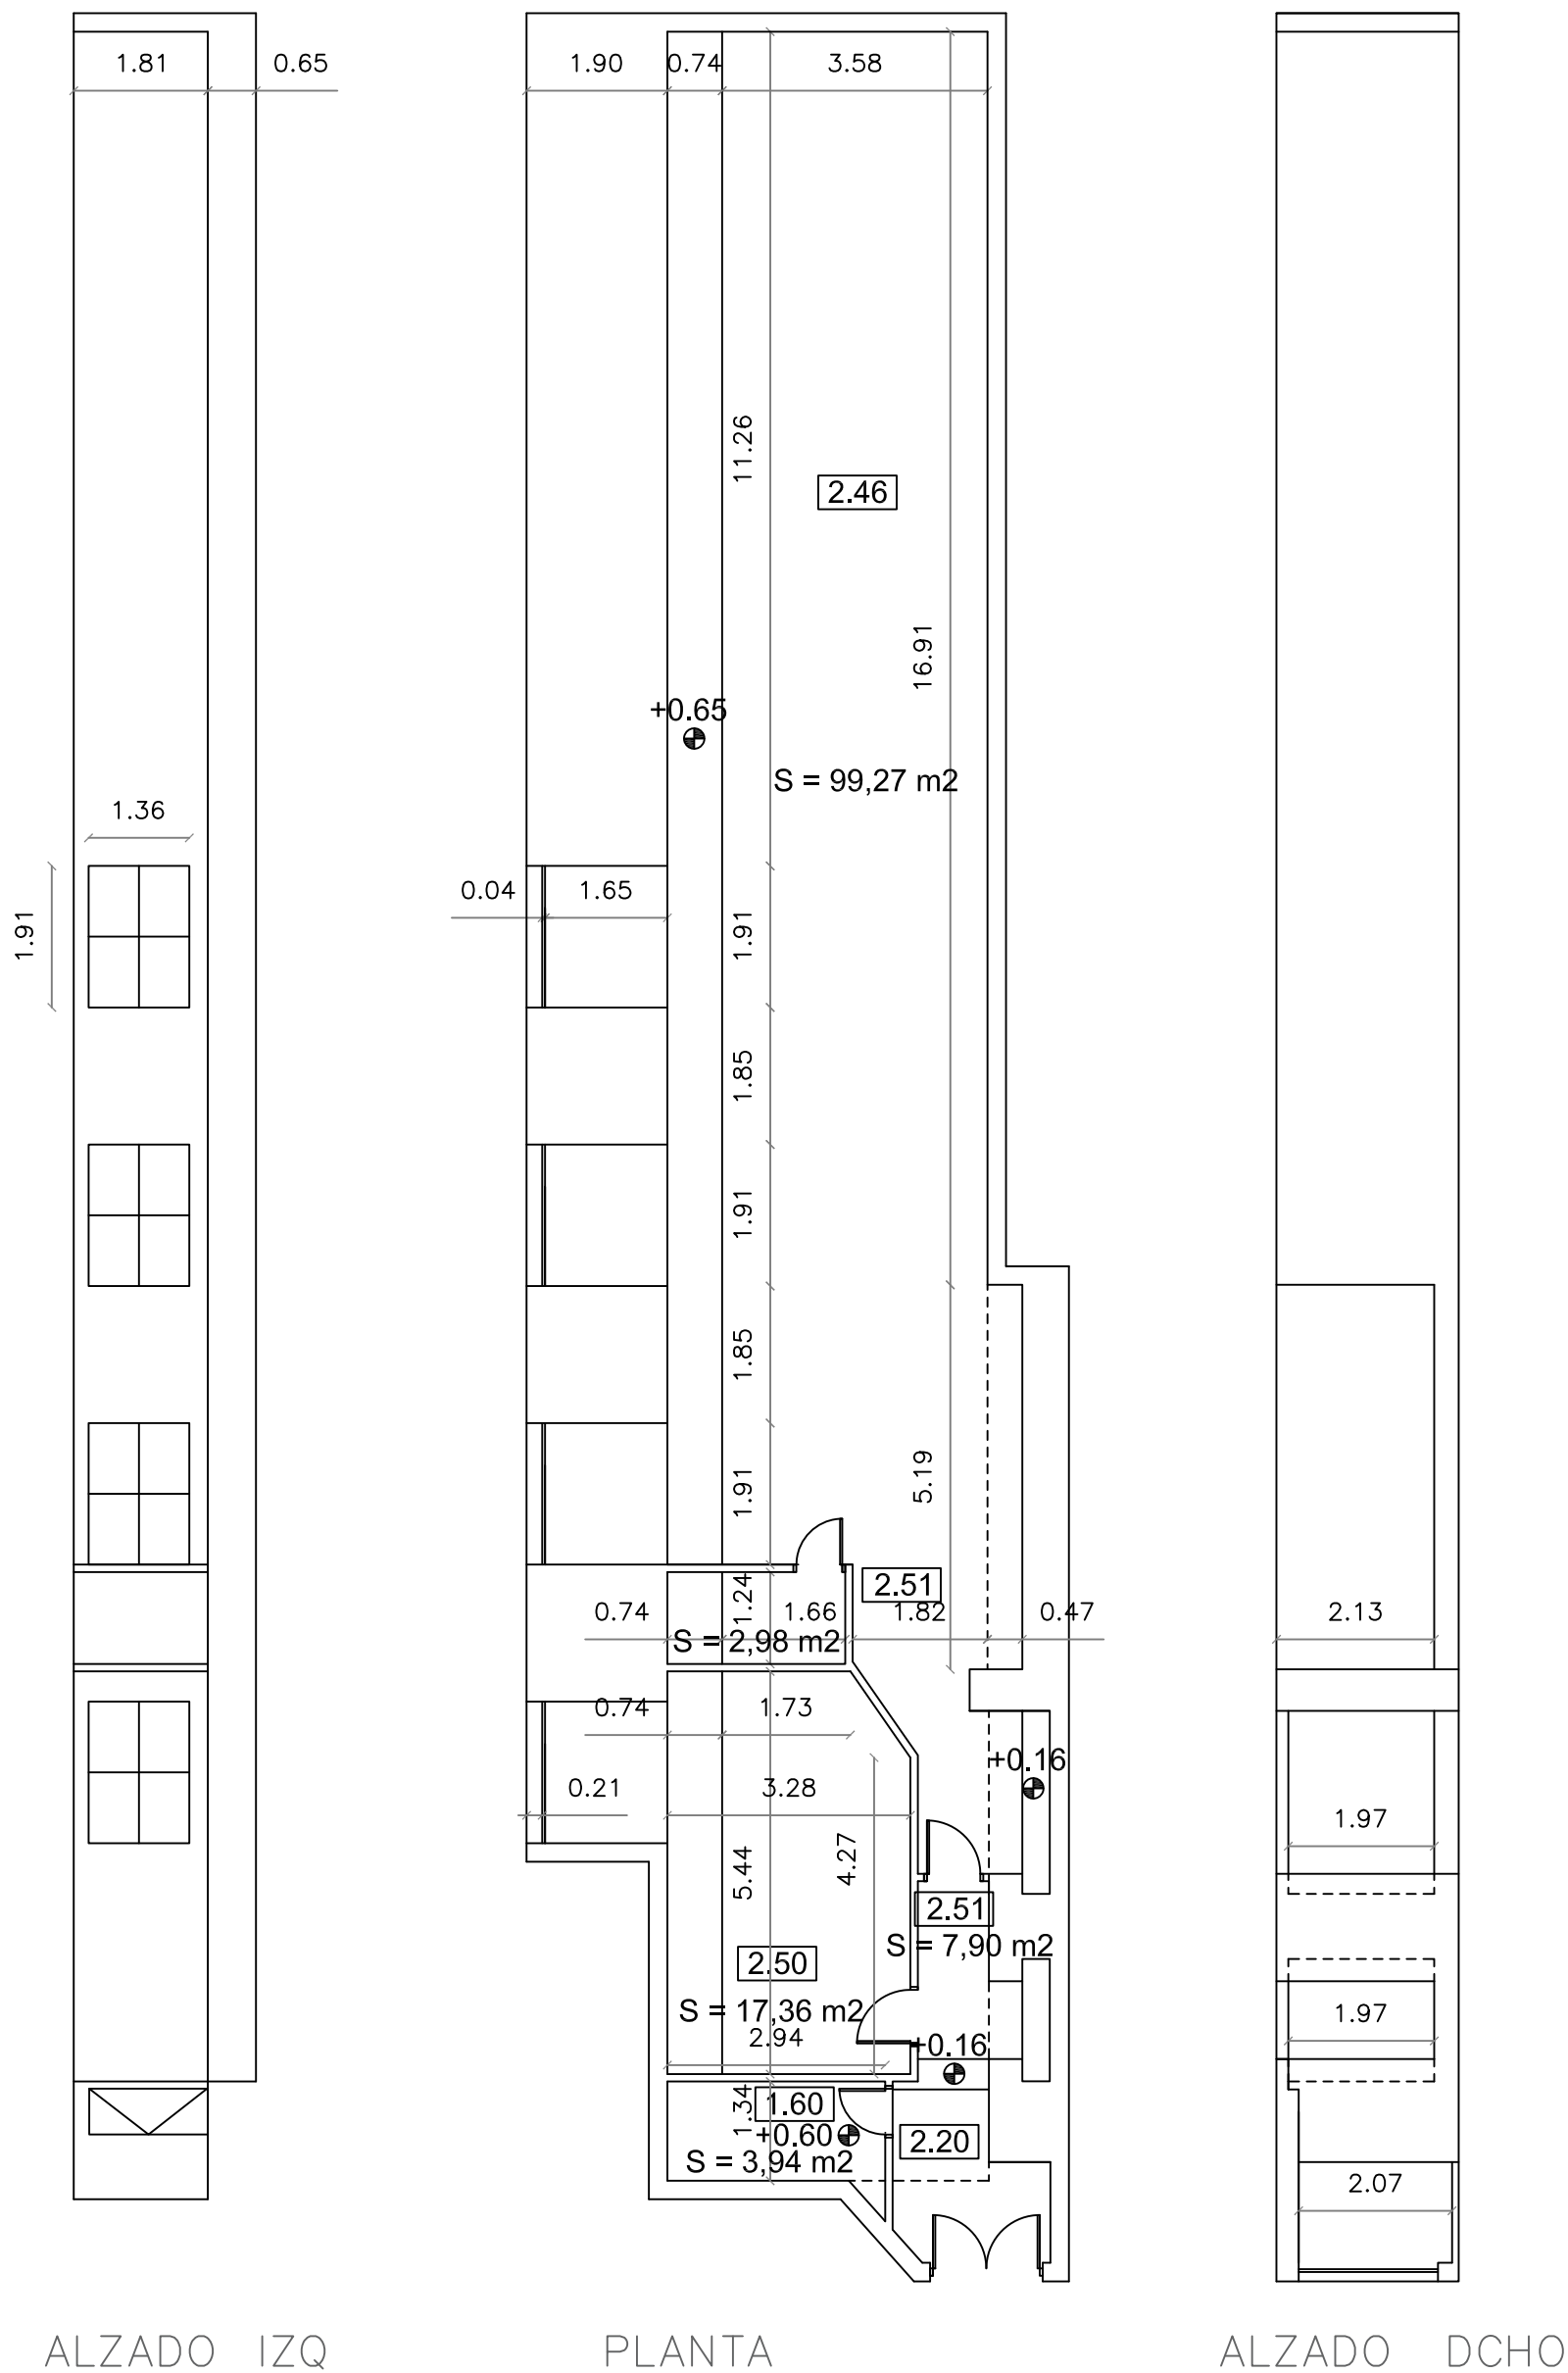 1.81 0.65 1.90 0.74 3.58
11.26
2.46
16.91
+0.65
S = 99,27 m2
1.36
1.91 0.04 1.65 1.91
1.85
1.91
1.85
1.91 5.19
1.24 2.51
0.74 1.66 1.82 0.47 2.13
S = 2,98 m2
0.74 1.73
+0.16
0.21 3.28
1.97
5.44 4.27
2.51
S = 7,90 m2
2.50
S = 17,36 m2
1.97
2.94
+0.16
1.34 1.60
+0.60 2.20
S = 3,94 m2
2.07
ALZADO IZQ PLANTA ALZADO DCHO